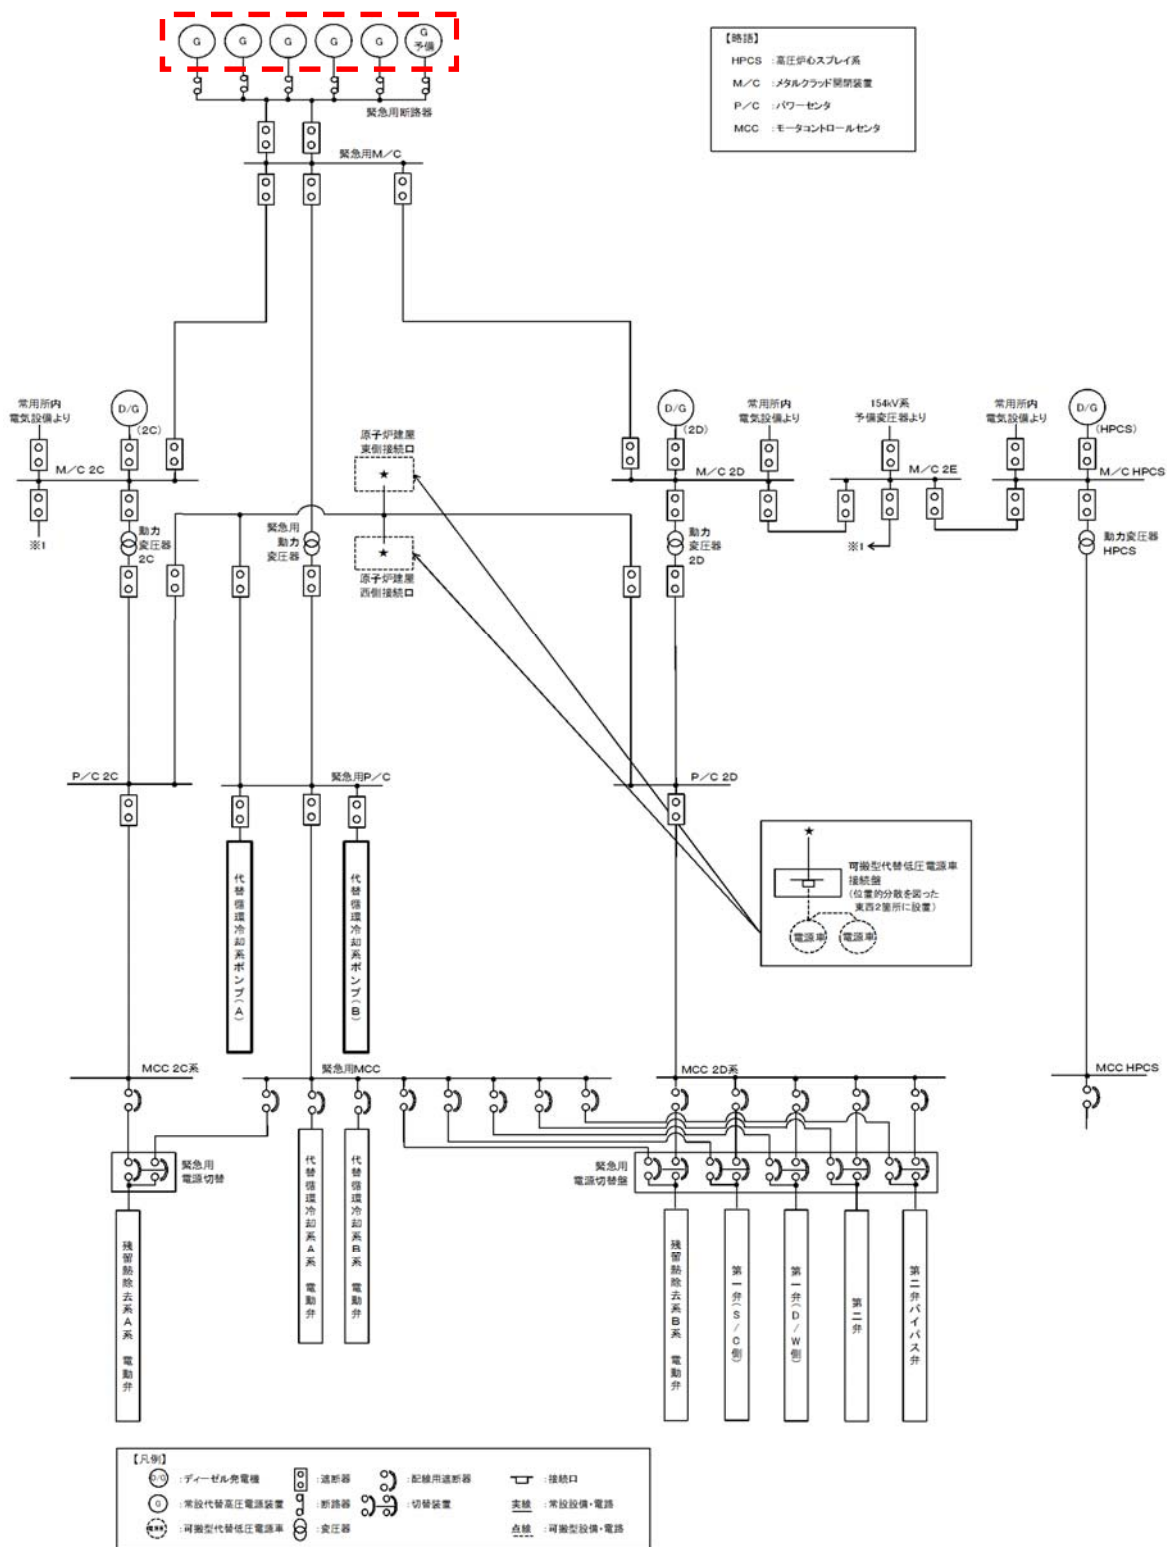 G
G
G
G
G
G
予備
緊急用断路器
緊急用M/C
【略語】
HPCS ：高圧炉心スプレイ系
M/C ：メタルクラッド開閉装置
P/C ：パワーセンタ
MCC ：モータコントロールセンタ
常用所内
電気設備より
D/G
(2C)
M/C 2C
※1
動力
変圧器
2C
原子炉建屋
東側接続口
★
緊急用
動力
変圧器
★
原子炉建屋
西側接続口
D/G
(2D)
M/C 2D
動力
変圧器
2D
常用所内
電気設備より
154kV系
予備変圧器より
M/C 2E
※1
常用所内
電気設備より
D/G
(HPCS)
M/C HPCS
動力変圧器
HPCS
P/C 2C
緊急用P/C
P/C 2D
代替循環冷却系ポンプ(A)
代替循環冷却系ポンプ(B)
★
可搬型代替低圧電源車
接続盤
(位置的分散を図った
東西2箇所に設置)
電源車
電源車
MCC 2C系
緊急用MCC
MCC 2D系
MCC HPCS
緊急用
電源切替
緊急用
電源切替盤
残留熱除去系A系 電動弁
代替循環冷却系A系 電動弁
代替循環冷却系B系 電動弁
残留熱除去系B系 電動弁
第一弁(S/C側)
第一弁(D/W側)
第二弁
第二弁バイパス弁
【凡例】
D/G ：ディーゼル発電機
：遮断器
：配線用遮断器
：接続口
G ：常設代替高圧電源装置
：断路器
：切替装置
実線 ：常設設備・電路
電源車 ：可搬型代替低圧電源車
：変圧器
点線 ：可搬型設備・電路